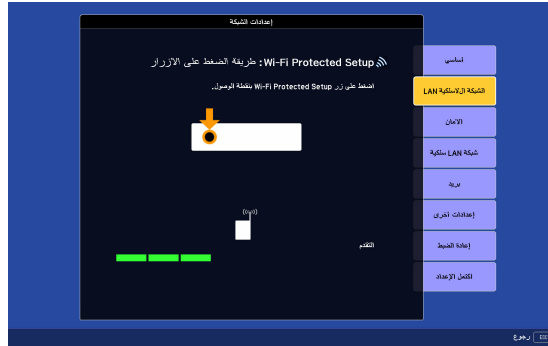 إعدادات الشبكة
Wi-Fi Protected Setup: طريقة الضغط على الازرار
اضغط على زر Wi-Fi Protected Setup بنقطة الوصول.
التقدم
أساسي
الشبكة اللاسلكية LAN
الأمان
شبكة LAN سلكية
بريد
إعدادات أخرى
إعادة الضبط
اكتمل الإعداد
رجوع